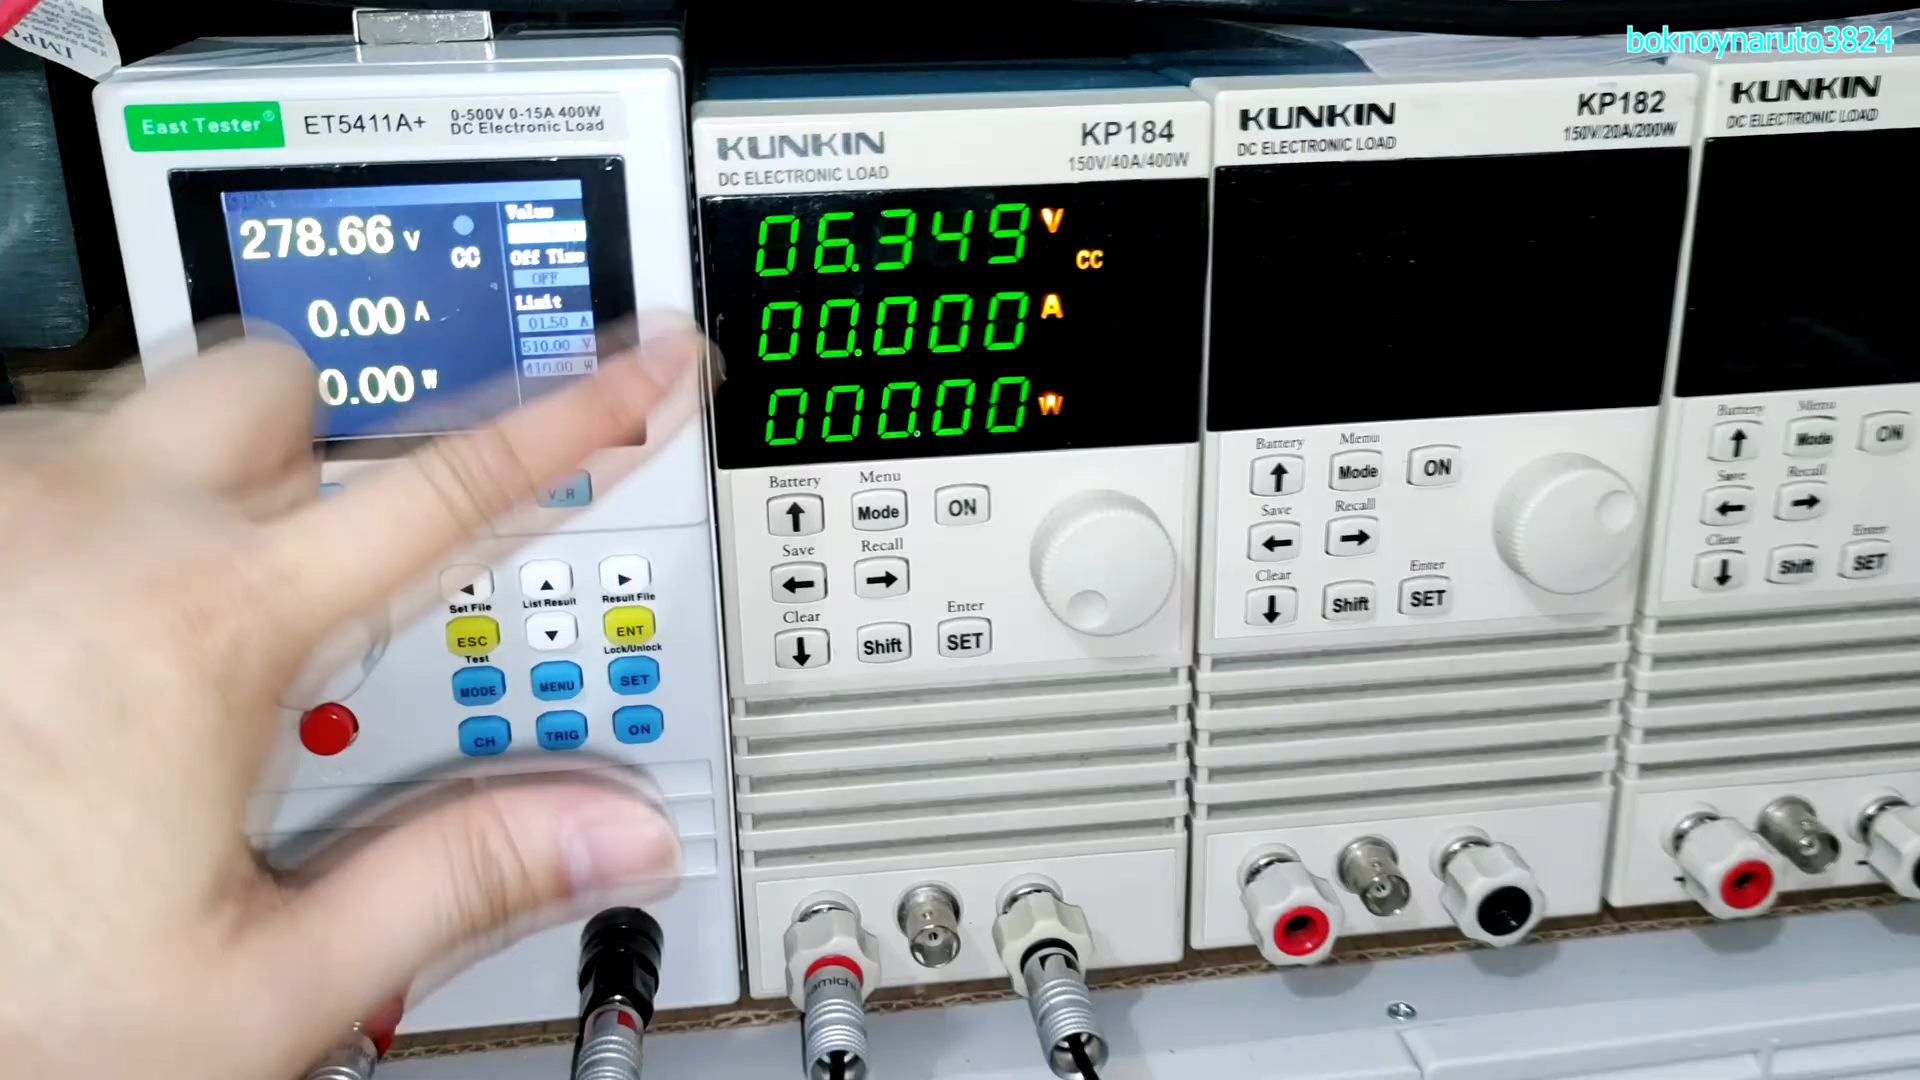 boknoynaruto3824
East Tester®
ET5411A+
0-500V 0-15A 400W
DC Electronic Load
278.66 V
CC
0.00 A
0.00 W
Value
Off Time
OFF
Limit
01.50 A
510.00 V
410.00 W
V_R
Set File
List Result
Result File
ESC
ENT
Test
Lock/Unlock
MODE
MENU
SET
CH
TRIG
ON
KUNKIN
DC ELECTRONIC LOAD
KP184
150V/40A/400W
06.349 V
CC
00.000 A
000.00 W
Battery
Menu
Mode
ON
Save
Recall
Clear
Enter
Shift
SET
KUNKIN
DC ELECTRONIC LOAD
KP182
150V/20A/200W
Battery
Menu
Mode
ON
Save
Recall
Clear
Enter
Shift
SET
KUNKIN
DC ELECTRONIC LOAD
Battery
Menu
Mode
ON
Save
Recall
Clear
Enter
Shift
SET